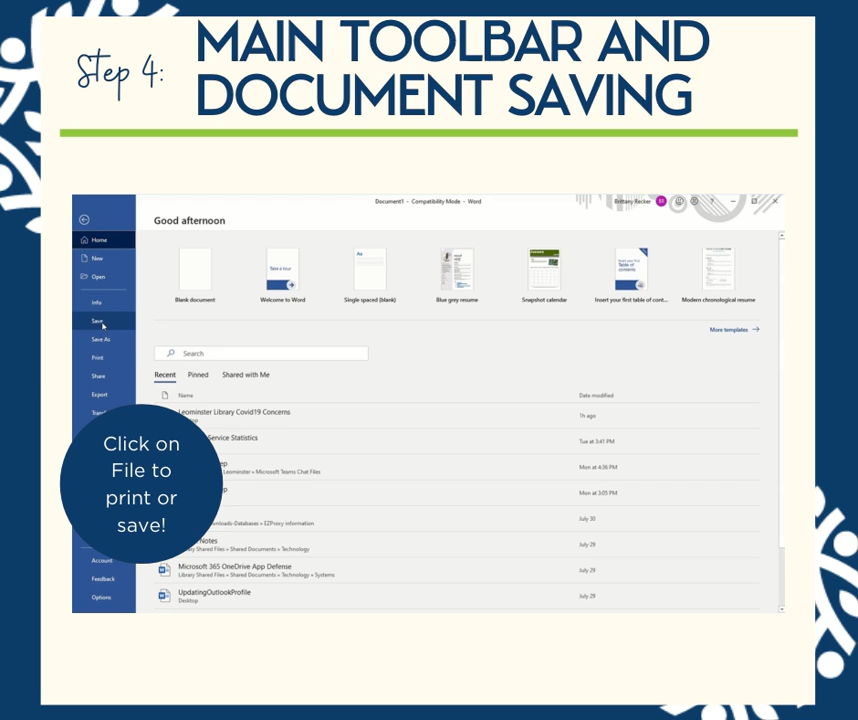 Step 4:
MAIN TOOLBAR AND
DOCUMENT SAVING
Document1 - Compatibility Mode - Word
Brittany Recker
?
Good afternoon
Home
New
Open
Info
Save
Save As
Print
Share
Export
Account
Feedback
Options
Blank document
Take a tour
Welcome to Word
Aa
Single spaced (blank)
Blue grey resume
Snapshot calendar
Table of
contents
Insert your first table of cont...
Modern chronological resume
More templates
Search
Recent Pinned Shared with Me
Name Date modified
Leominster Library Covid19 Concerns 1h ago
Service Statistics Tue at 3:41 PM
Leominster » Microsoft Teams Chat Files Mon at 4:36 PM
Mon at 3:05 PM
Databases » EZProxy information July 30
Notes
Library Shared Files » Shared Documents » Technology July 29
Microsoft 365 OneDrive App Defense
Library Shared Files » Shared Documents » Technology » Systems July 29
UpdatingOutlookProfile
Desktop July 29
Click on
File to
print or
save!